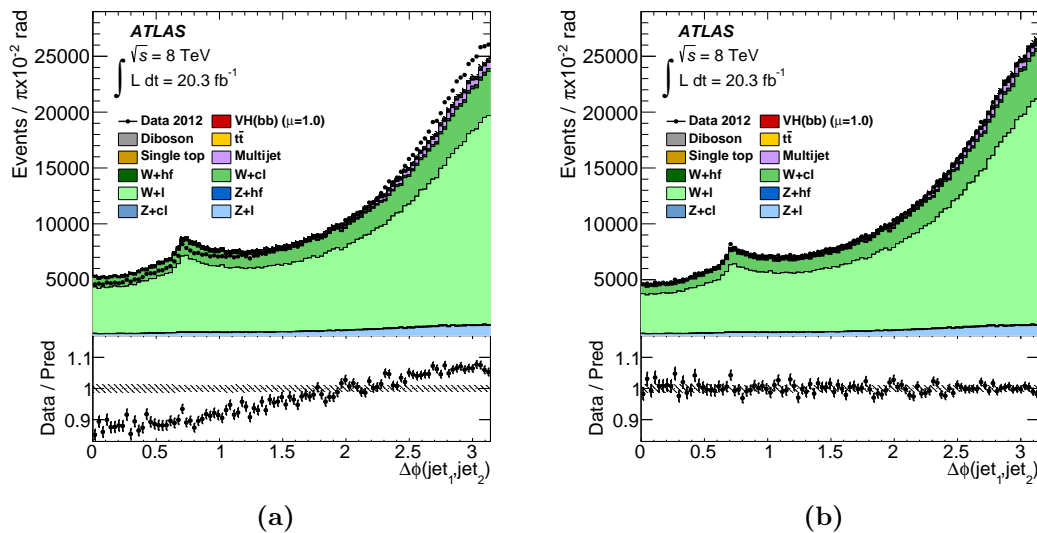 ATLAS
√s = 8 TeV
∫ L dt = 20.3 fb⁻¹
Events / π×10⁻² rad
25000
20000
15000
10000
5000
Data 2012 VH(bb) (μ=1.0)
Diboson tt̄
Single top Multijet
W+hf W+cl
W+l Z+hf
Z+cl Z+l
Data / Pred
1.1
1
0.9
0 0.5 1 1.5 2 2.5 3
Δφ(jet₁,jet₂)
(a)
ATLAS
√s = 8 TeV
∫ L dt = 20.3 fb⁻¹
Events / π×10⁻² rad
25000
20000
15000
10000
5000
Data 2012 VH(bb) (μ=1.0)
Diboson tt̄
Single top Multijet
W+hf W+cl
W+l Z+hf
Z+cl Z+l
Data / Pred
1.1
1
0.9
0 0.5 1 1.5 2 2.5 3
Δφ(jet₁,jet₂)
(b)